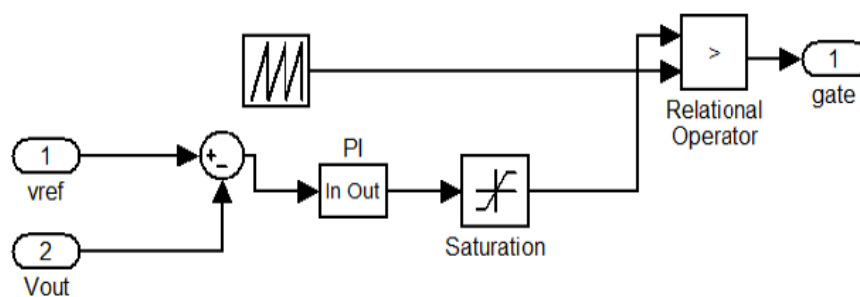 >
1
gate
Relational
Operator
1
vref
+
-
PI
In Out
Saturation
2
Vout